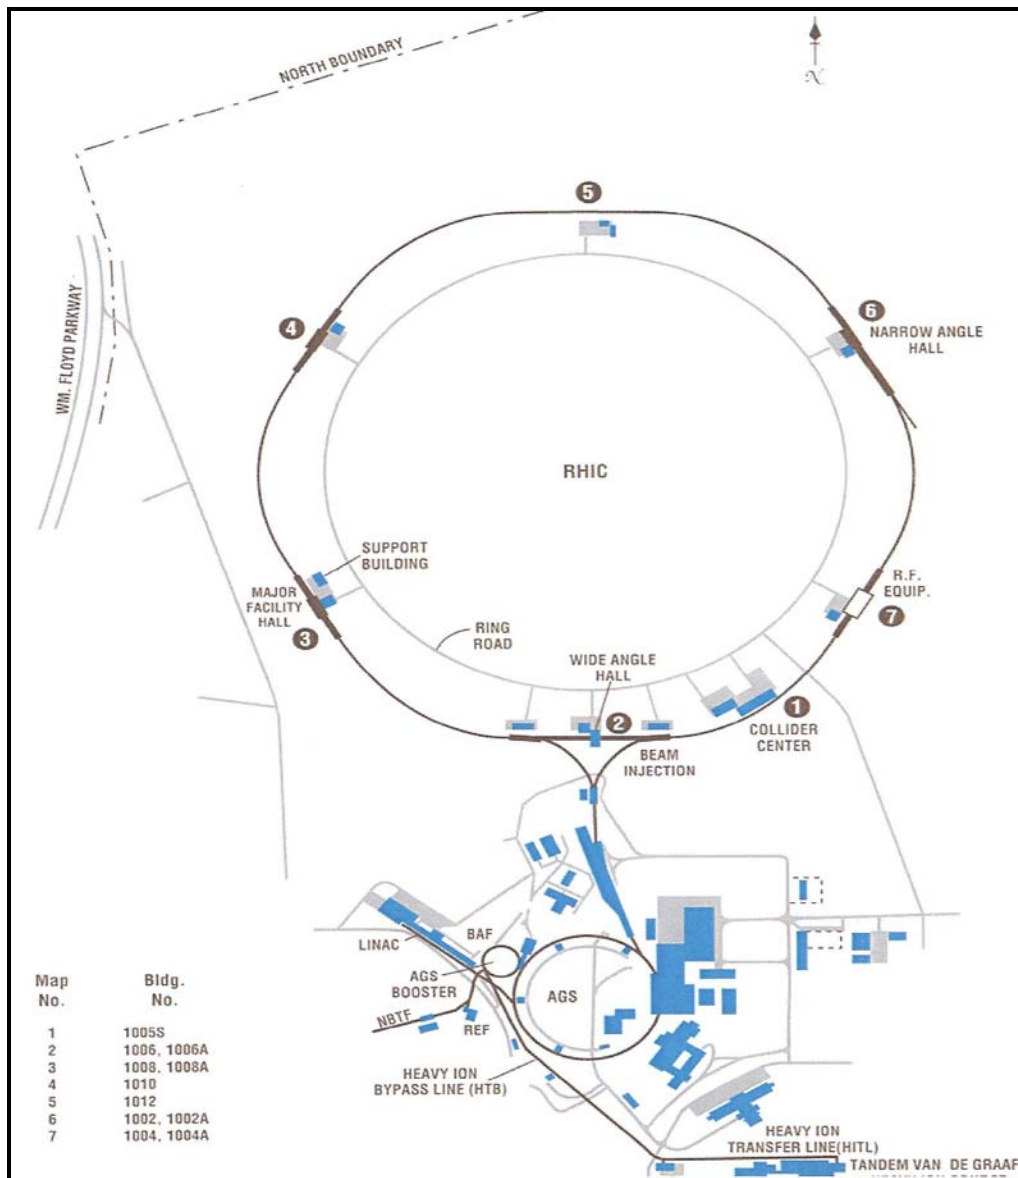 NORTH BOUNDARY
N
WM. FLOYD PARKWAY
5
4
6
NARROW ANGLE
HALL
RHIC
SUPPORT
BUILDING
MAJOR
FACILITY
HALL
3
R.F.
EQUIP.
7
RING
ROAD
WIDE ANGLE
HALL
2
1
COLLIDER
CENTER
BEAM
INJECTION
LINAC
BAF
AGS
BOOSTER
AGS
NBTF
REF
HEAVY ION
BYPASS LINE (HTB)
HEAVY ION
TRANSFER LINE(HITL)
TANDEM VAN DE GRAAF
Map Bldg.
No. No.
1 1005S
2 1006, 1006A
3 1008, 1008A
4 1010
5 1012
6 1002, 1002A
7 1004, 1004A